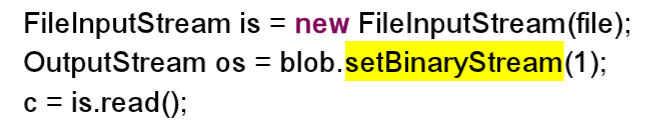 FileInputStream is = new FileInputStream(file);
OutputStream os = blob.setBinaryStream(1);
c = is.read();